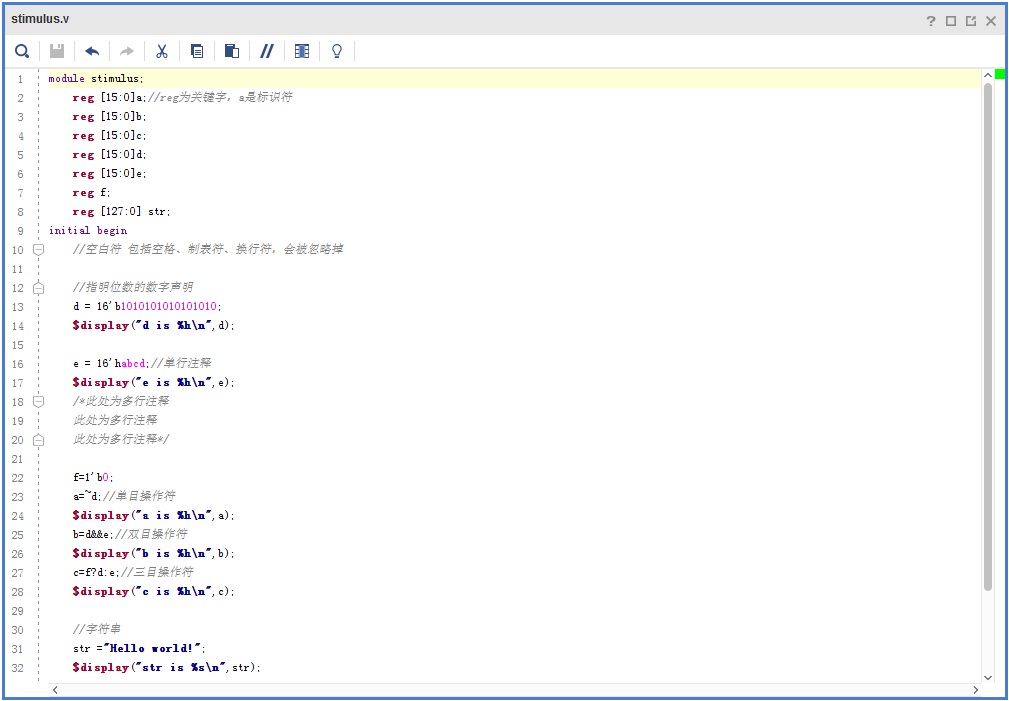 stimulus.v
?
1 module stimulus;
2 reg [15:0]a;//reg为关键字，a是标识符
3 reg [15:0]b;
4 reg [15:0]c;
5 reg [15:0]d;
6 reg [15:0]e;
7 reg f;
8 reg [127:0] str;
9 initial begin
10 //空白符 包括空格、制表符、换行符，会被忽略掉
11
12 //指明位数的数字声明
13 d = 16'b1010101010101010;
14 $display("d is %h\n",d);
15
16 e = 16'habcd;//单行注释
17 $display("e is %h\n",e);
18 /*此处为多行注释
19 此处为多行注释
20 此处为多行注释*/
21
22 f=1'b0;
23 a=~d;//单目操作符
24 $display("a is %h\n",a);
25 b=d&&e;//双目操作符
26 $display("b is %h\n",b);
27 c=f?d:e;//三目操作符
28 $display("c is %h\n",c);
29
30 //字符串
31 str ="Hello world!";
32 $display("str is %s\n",str);